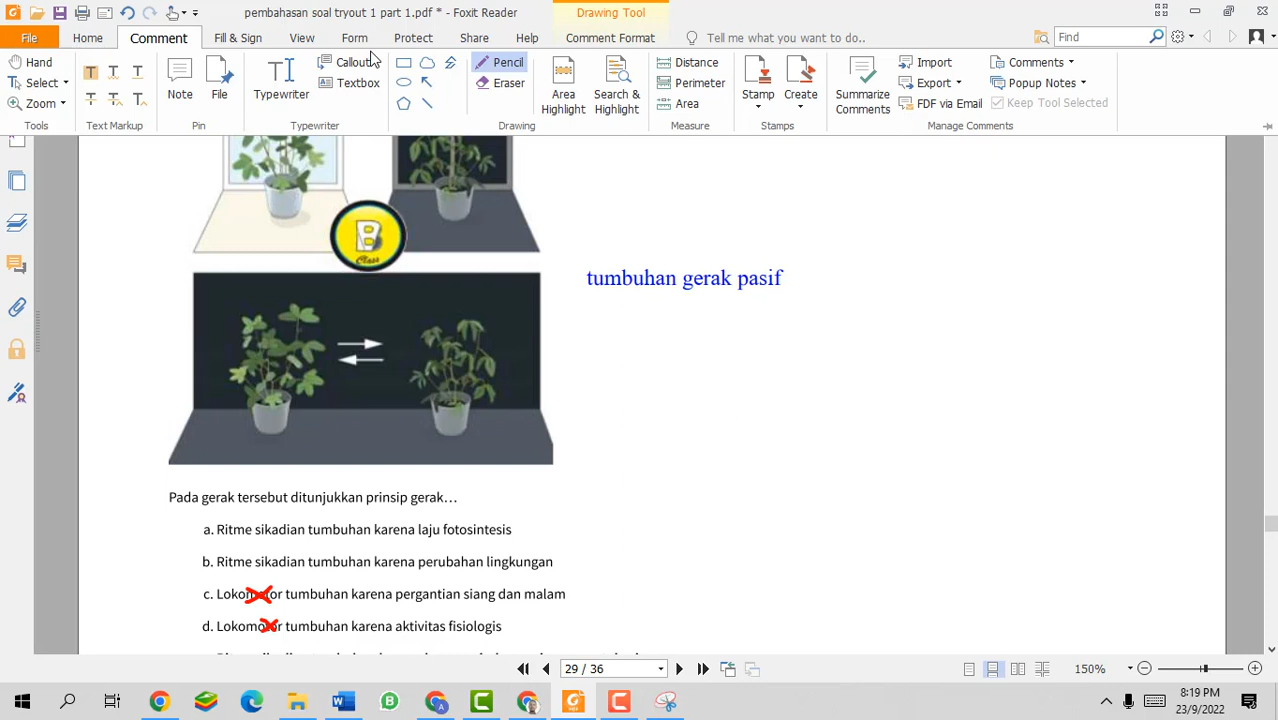 pembahasan soal tryout 1 part 1.pdf * - Foxit Reader
Drawing Tool
File
Home
Comment
Fill & Sign
View
Form
Protect
Share
Help
Comment Format
Tell me what you want to do..
Find
Hand
Select
Zoom
Tools
Text Markup
Note
File
Pin
Typewriter
Callout
Textbox
Typewriter
Pencil
Eraser
Drawing
Area Highlight
Search & Highlight
Distance
Perimeter
Area
Measure
Stamp
Create
Stamps
Summarize Comments
Import
Export
FDF via Email
Comments
Popup Notes
Keep Tool Selected
Manage Comments
B
Class
tumbuhan gerak pasif
Pada gerak tersebut ditunjukkan prinsip gerak…
a. Ritme sikadian tumbuhan karena laju fotosintesis
b. Ritme sikadian tumbuhan karena perubahan lingkungan
c. Lokomotor tumbuhan karena pergantian siang dan malam
d. Lokomotor tumbuhan karena aktivitas fisiologis
29 / 36
150%
8:19 PM
23/9/2022